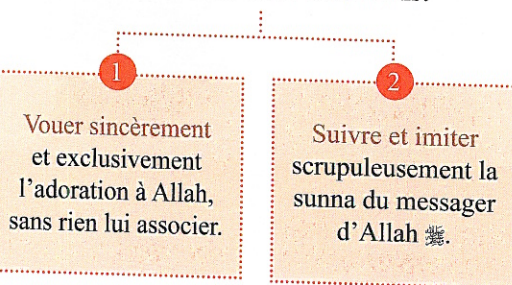 1
Vouer sincèrement
et exclusivement
l'adoration à Allah,
sans rien lui associer.
2
Suivre et imiter
scrupuleusement la
sunna du messager
d'Allah ﷺ.